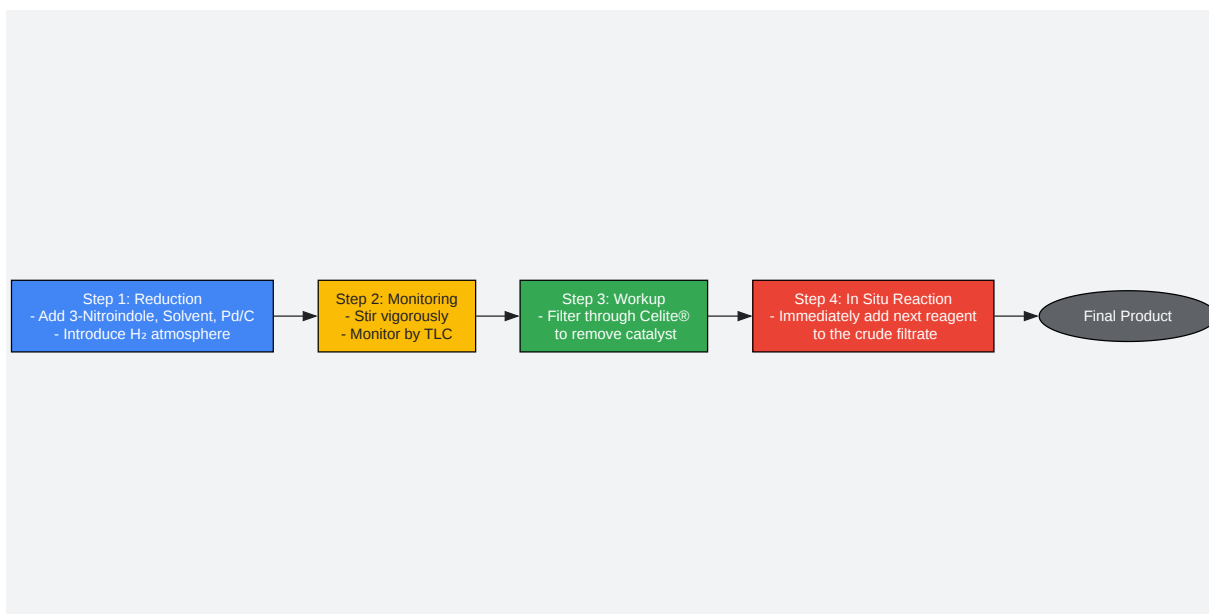 Step 1: Reduction
- Add 3-Nitroindole, Solvent, Pd/C
- Introduce H₂ atmosphere
Step 2: Monitoring
- Stir vigorously
- Monitor by TLC
Step 3: Workup
- Filter through Celite®
to remove catalyst
Step 4: In Situ Reaction
- Immediately add next reagent
to the crude filtrate
Final Product